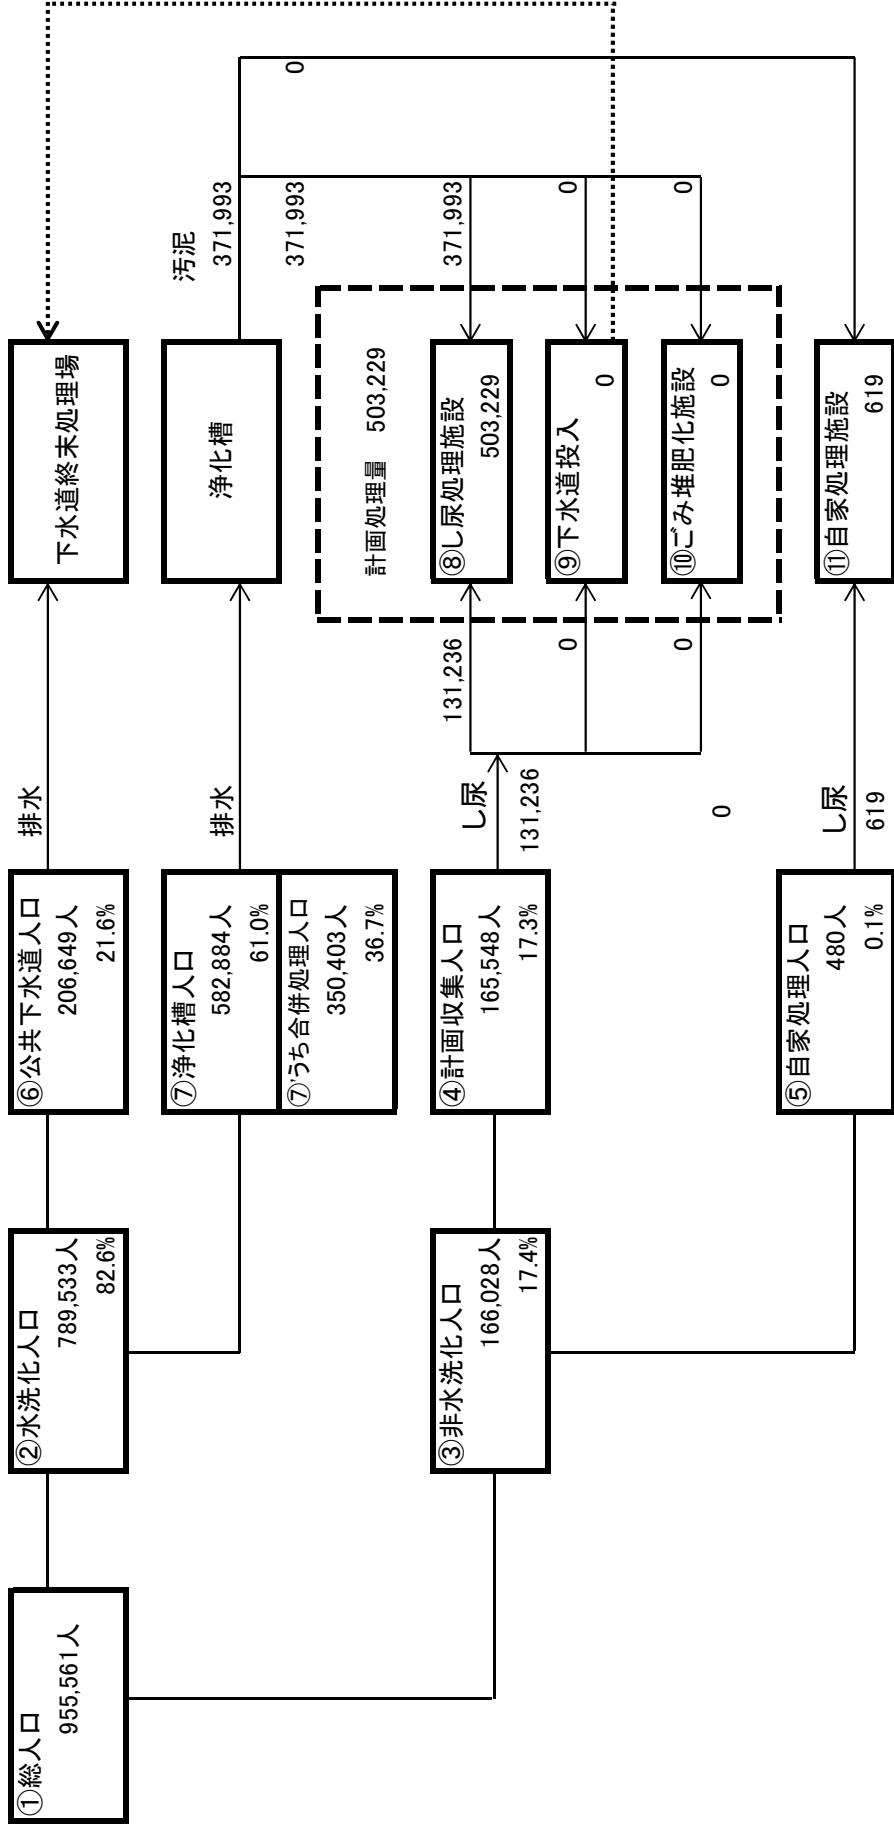 ①総人口
955,561人
②水洗化人口
789,533人
82.6%
③非水洗化人口
166,028人
17.4%
⑥公共下水道人口
206,649人
21.6%
⑦浄化槽人口
582,884人
61.0%
⑦'うち合併処理人口
350,403人
36.7%
④計画収集人口
165,548人
17.3%
⑤自家処理人口
480人
0.1%
排水
排水
し尿
131,236
131,236
0
0
0
し尿
619
下水道終末処理場
浄化槽
計画処理量 503,229
⑧し尿処理施設
503,229
⑨下水道投入
0
⑩ごみ堆肥化施設
0
⑪自家処理施設
619
汚泥
371,993
371,993
371,993
0
0
0